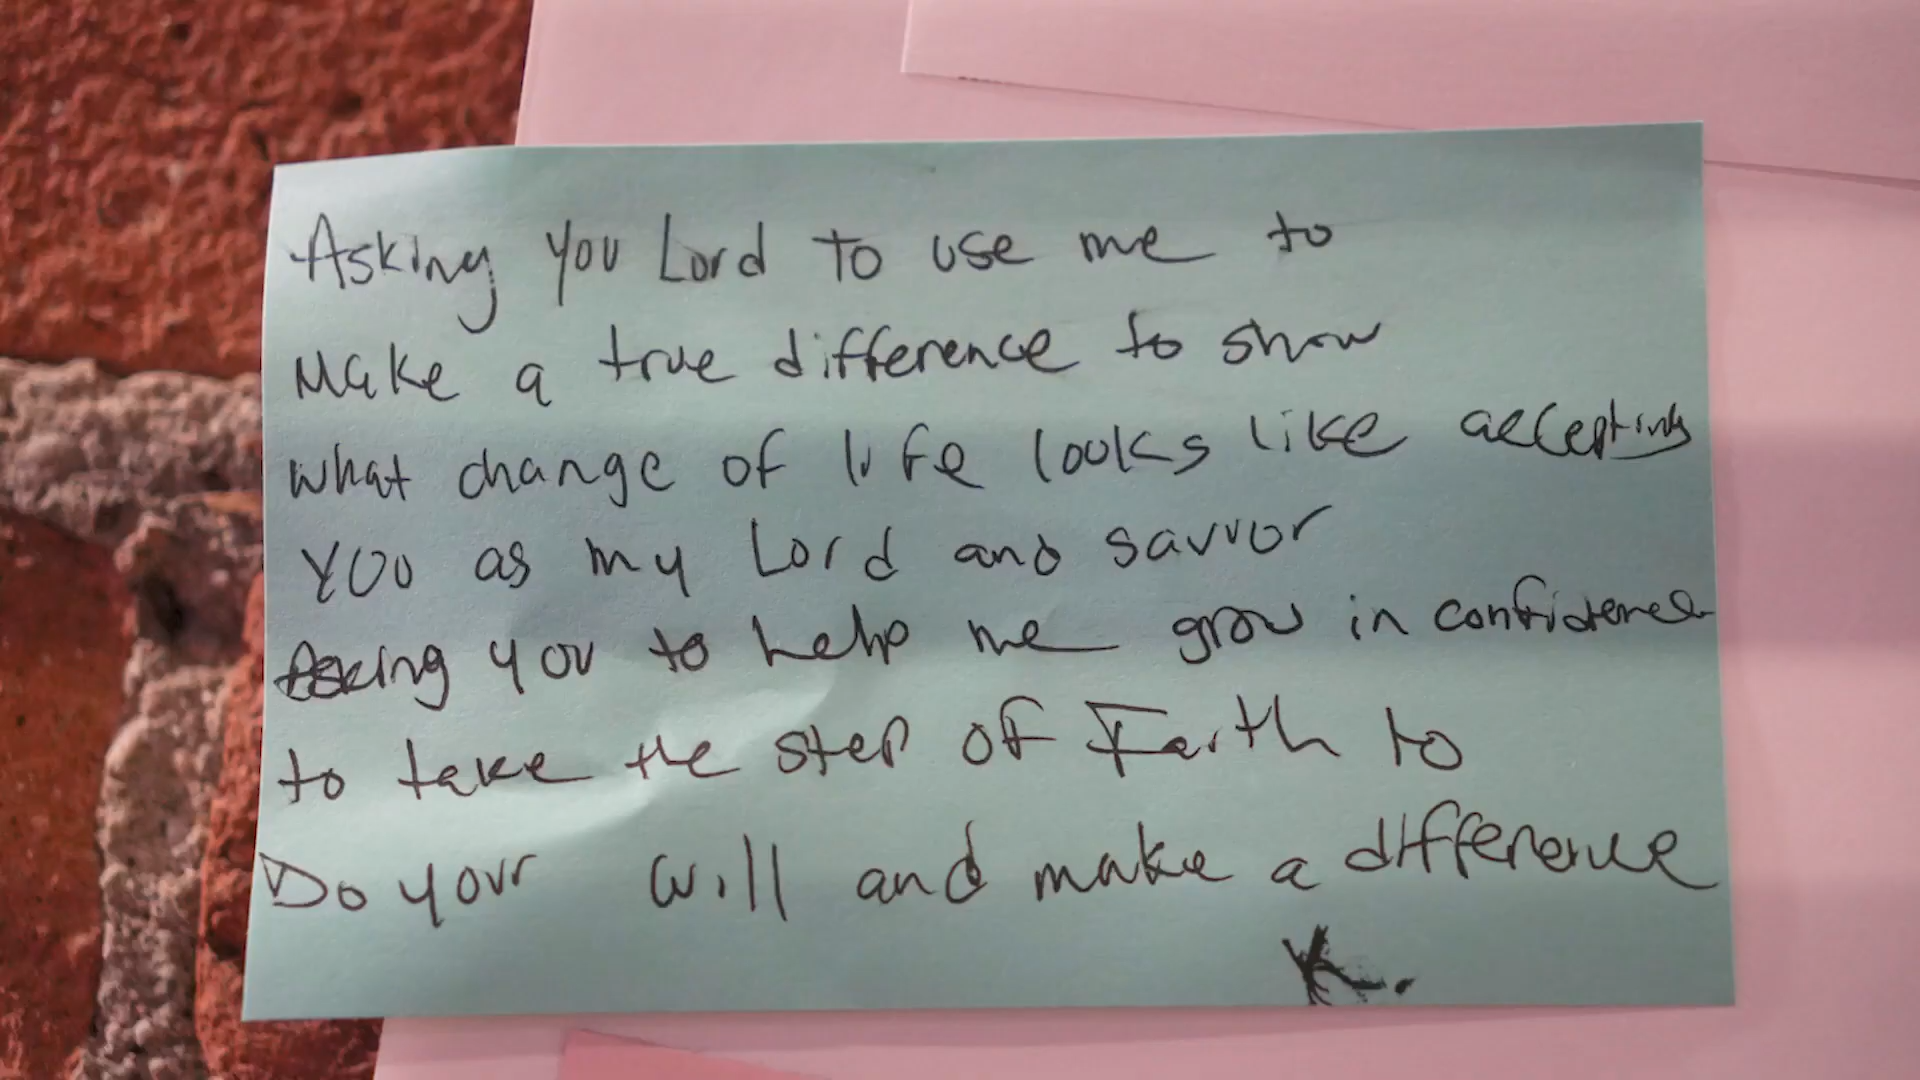 Asking you Lord to use me to
Make a true difference to show
what change of life looks like accepting
you as my Lord and savvor
Asking you to help me grow in confidence
to take the step of Faith to
Do your will and make a difference
K.